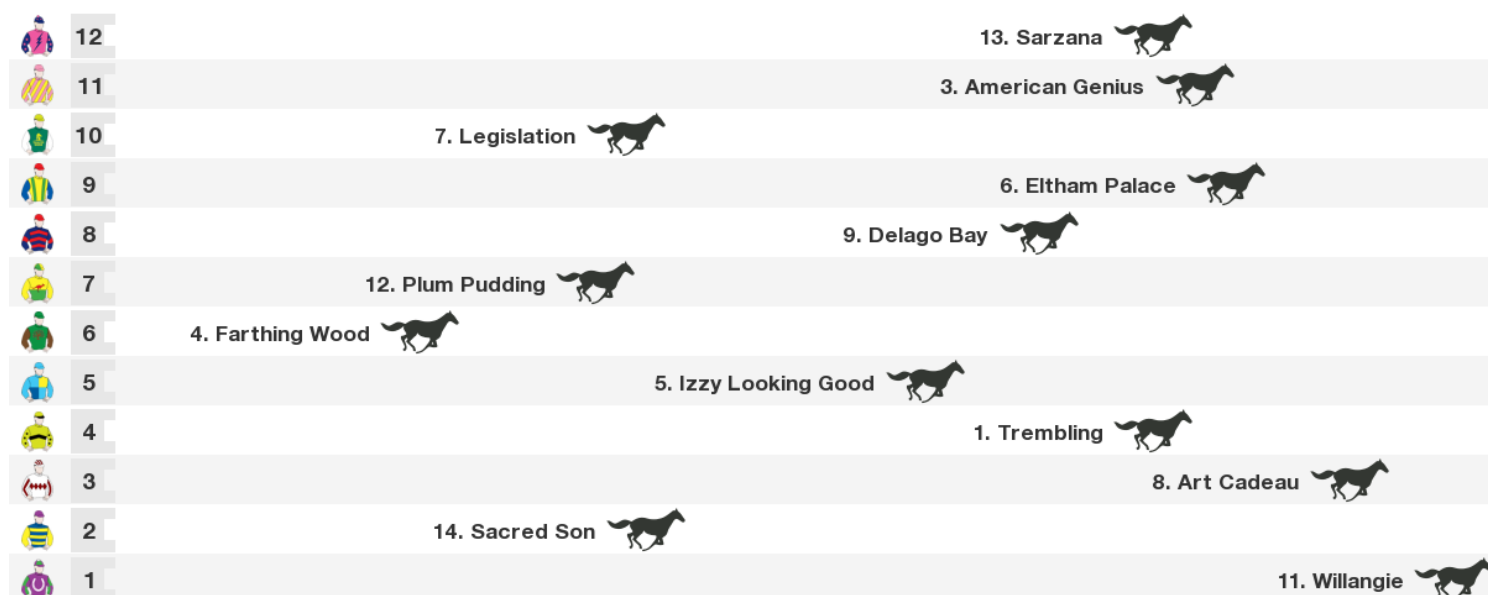 12 13. Sarzana
11 3. American Genius
10 7. Legislation
9 6. Eltham Palace
8 9. Delago Bay
7 12. Plum Pudding
6 4. Farthing Wood
5 5. Izzy Looking Good
4 1. Trembling
3 8. Art Cadeau
2 14. Sacred Son
1 11. Willangie